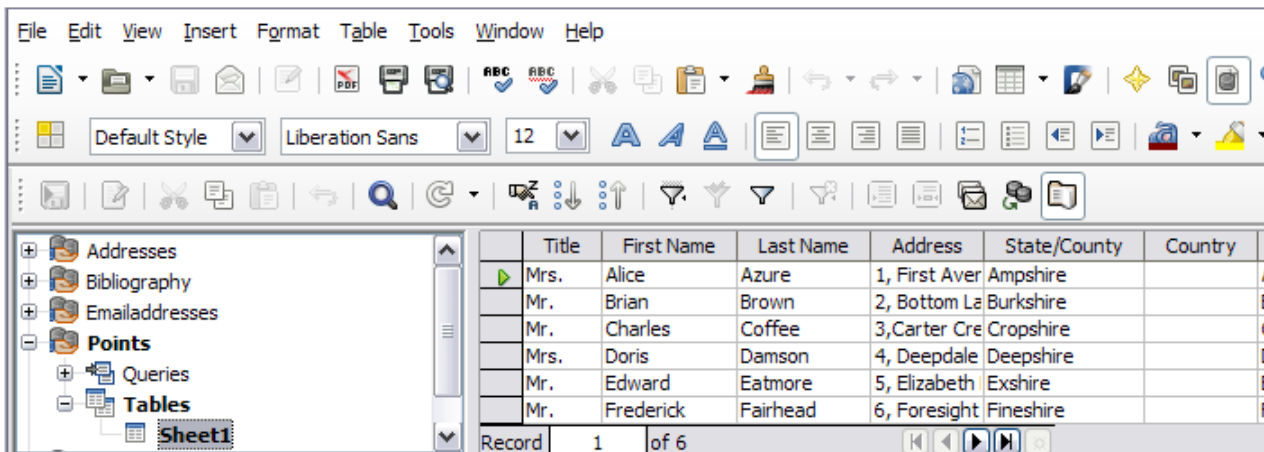 File Edit View Insert Format Table Tools Window Help
PDF ABC ABC
Default Style Liberation Sans 12 A A A
Z A
Addresses
Bibliography
Emailaddresses
Points
Queries
Tables
Sheet1
Title First Name Last Name Address State/County Country
Mrs. Alice Azure 1, First Aver Ampshire
Mr. Brian Brown 2, Bottom La Burkshire
Mr. Charles Coffee 3,Carter Cre Cropshire
Mrs. Doris Damson 4, Deepdale Deepshire
Mr. Edward Eatmore 5, Elizabeth Exshire
Mr. Frederick Fairhead 6, Foresight Fineshire
Record 1 of 6